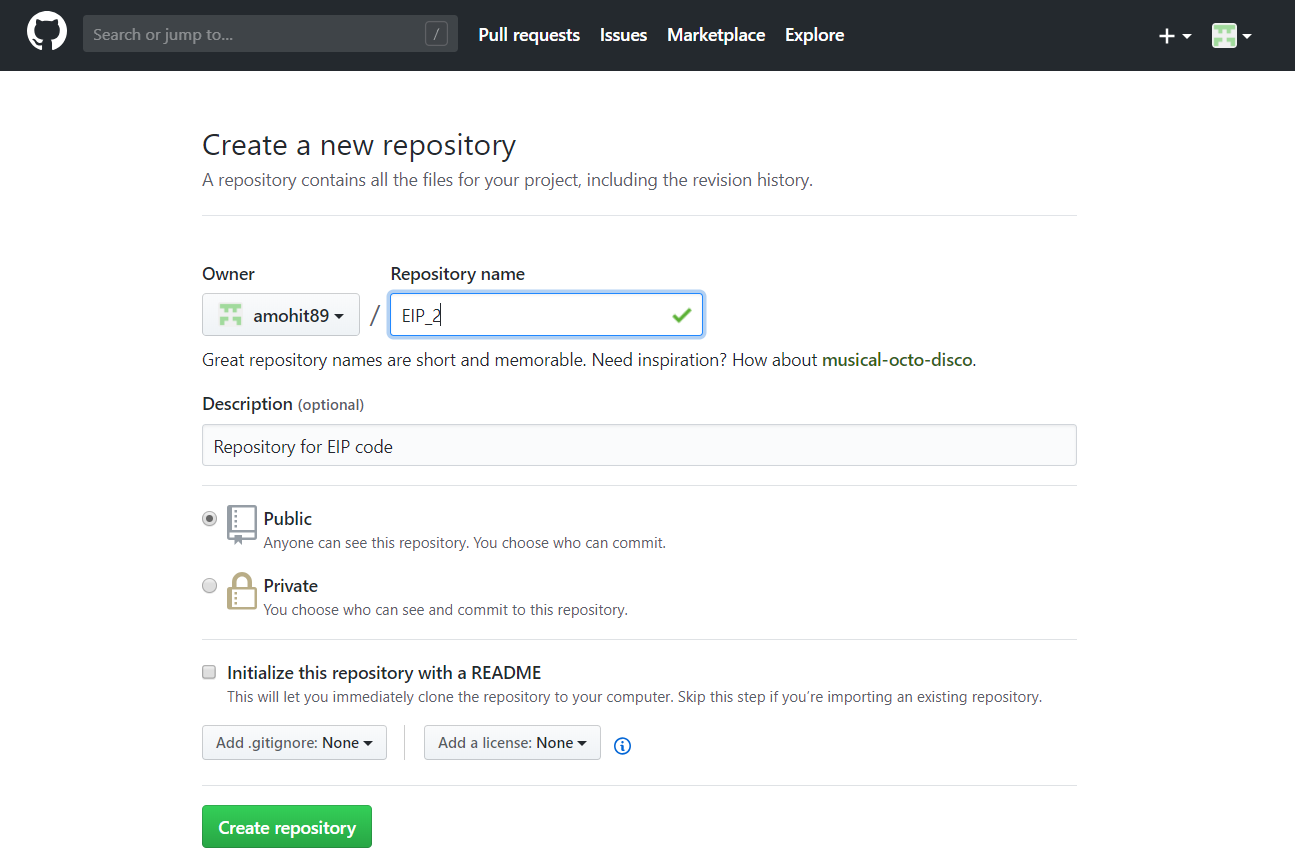 Search or jump to... / Pull requests Issues Marketplace Explore
Create a new repository
A repository contains all the files for your project, including the revision history.
Owner Repository name
amohit89 / EIP_2
Great repository names are short and memorable. Need inspiration? How about musical-octo-disco.
Description (optional)
Repository for EIP code
Public
Anyone can see this repository. You choose who can commit.
Private
You choose who can see and commit to this repository.
Initialize this repository with a README
This will let you immediately clone the repository to your computer. Skip this step if you’re importing an existing repository.
Add .gitignore: None Add a license: None
Create repository